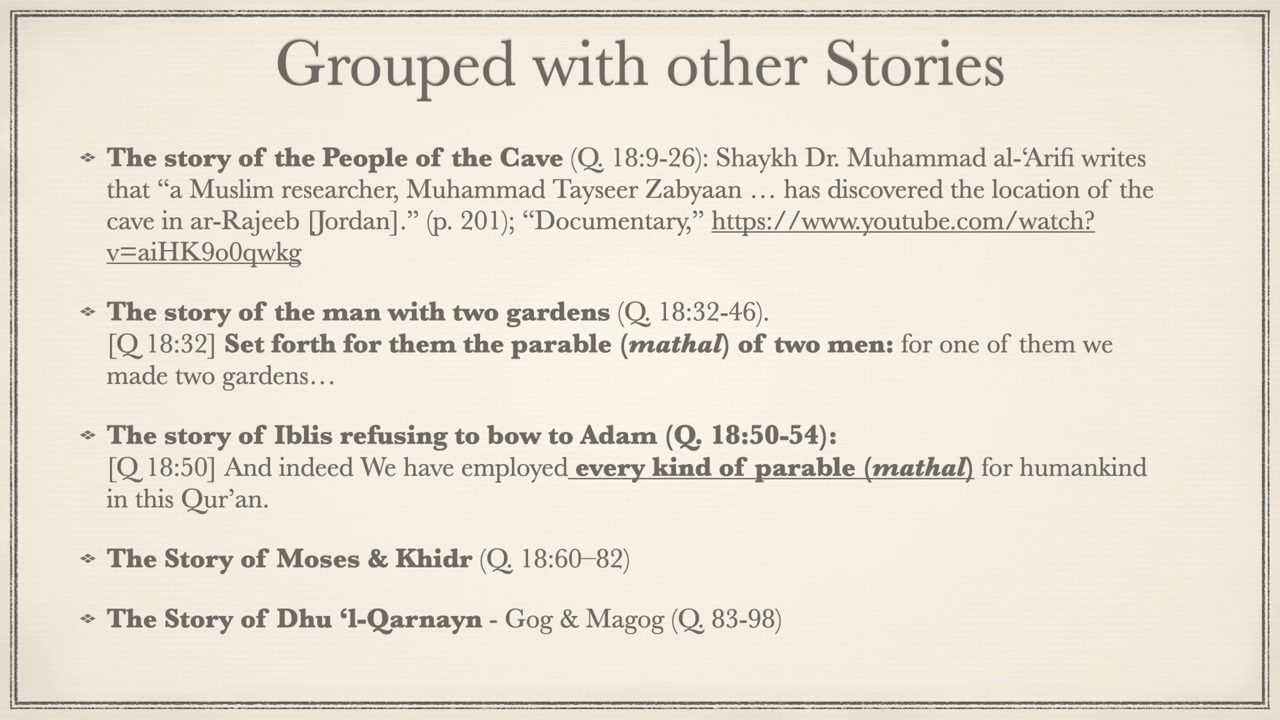 Grouped with other Stories
The story of the People of the Cave (Q. 18:9-26): Shaykh Dr. Muhammad al-‘Arifi writes
that “a Muslim researcher, Muhammad Tayseer Zabyaan … has discovered the location of the
cave in ar-Rajeeb [Jordan].” (p. 201); “Documentary,” https://www.youtube.com/watch?
v=aiHK9o0qwkg
The story of the man with two gardens (Q. 18:32-46).
[Q 18:32] Set forth for them the parable (mathal) of two men: for one of them we
made two gardens…
The story of Iblis refusing to bow to Adam (Q. 18:50-54):
[Q 18:50] And indeed We have employed every kind of parable (mathal) for humankind
in this Qur’an.
The Story of Moses & Khidr (Q. 18:60–82)
The Story of Dhu ‘l-Qarnayn - Gog & Magog (Q. 83-98)